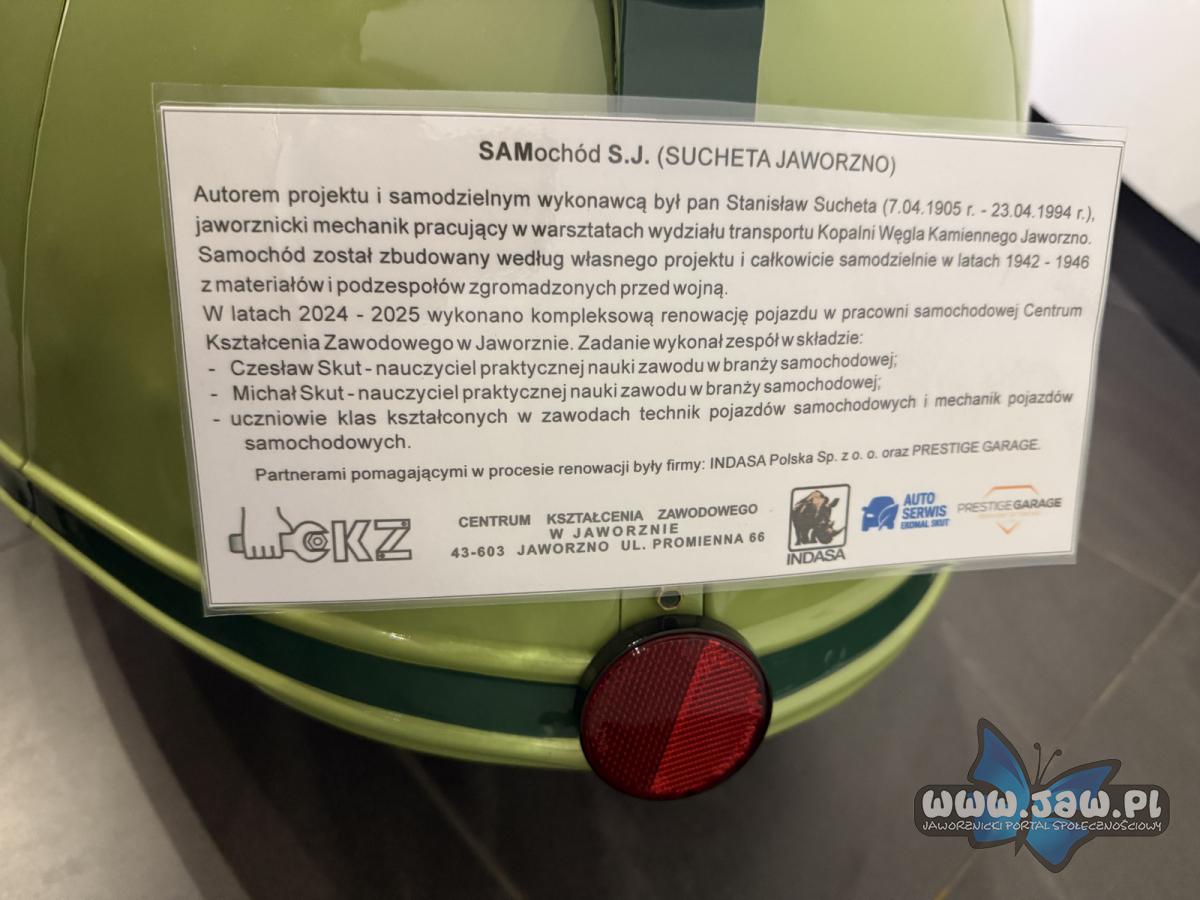 SAMochód S.J. (SUCHETA JAWORZNO)
Autorem projektu i samodzielnym wykonawcą był pan Stanisław Sucheta (7.04.1905 r. - 23.04.1994 r.),
jaworznicki mechanik pracujący w warsztatach wydziału transportu Kopalni Węgla Kamiennego Jaworzno.
Samochód został zbudowany według własnego projektu i całkowicie samodzielnie w latach 1942 - 1946
z materiałów i podzespołów zgromadzonych przed wojną.
W latach 2024 - 2025 wykonano kompleksową renowację pojazdu w pracowni samochodowej Centrum
Kształcenia Zawodowego w Jaworznie. Zadanie wykonał zespół w składzie:
- Czesław Skut - nauczyciel praktycznej nauki zawodu w branży samochodowej;
- Michał Skut - nauczyciel praktycznej nauki zawodu w branży samochodowej;
- uczniowie klas kształconych w zawodach technik pojazdów samochodowych i mechanik pojazdów
samochodowych.
Partnerami pomagającymi w procesie renowacji były firmy: INDASA Polska Sp. z o. o. oraz PRESTIGE GARAGE.
CKZ
CENTRUM KSZTAŁCENIA ZAWODOWEGO
W JAWORZNIE
43-603 JAWORZNO UL. PROMIENNA 66
INDASA
AUTO
SERWIS
EKOMAL SKUT
PRESTIGE GARAGE
www.jaw.pl
JAWORZNICKI PORTAL SPOŁECZNOŚCIOWY